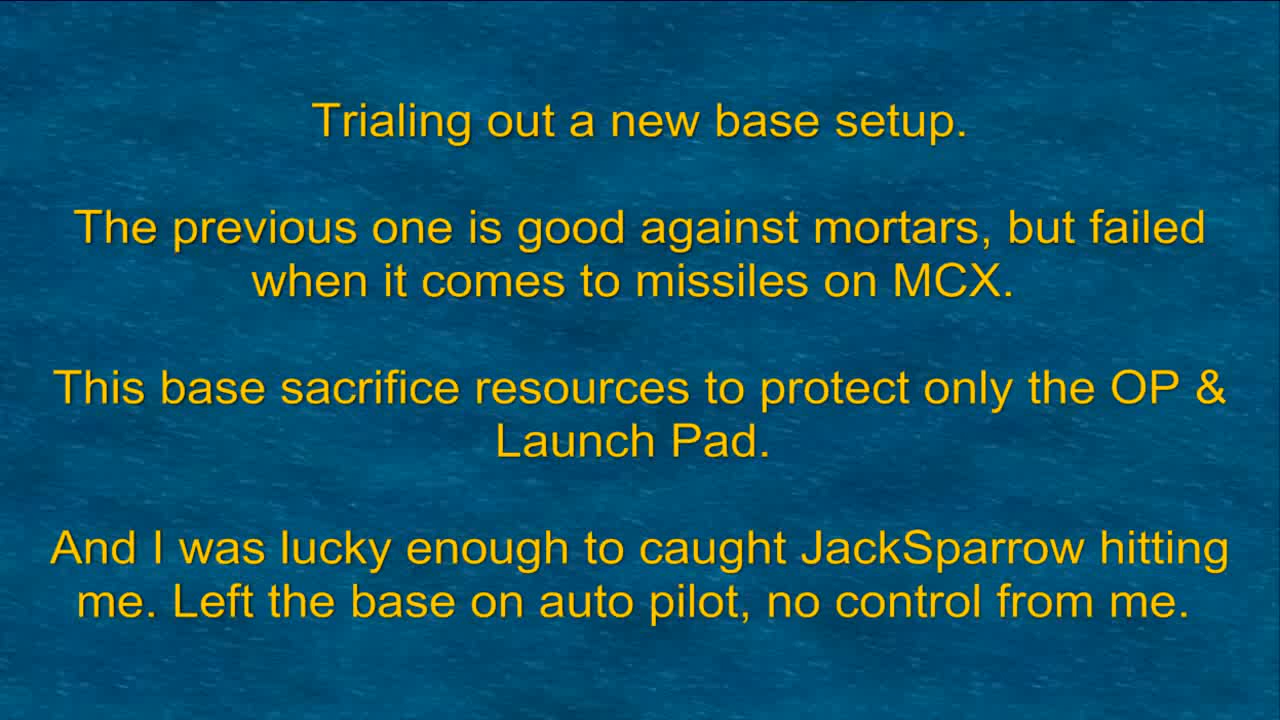 Trialing out a new base setup.
The previous one is good against mortars, but failed
when it comes to missiles on MCX.
This base sacrifice resources to protect only the OP &
Launch Pad.
And I was lucky enough to caught JackSparrow hitting
me. Left the base on auto pilot, no control from me.